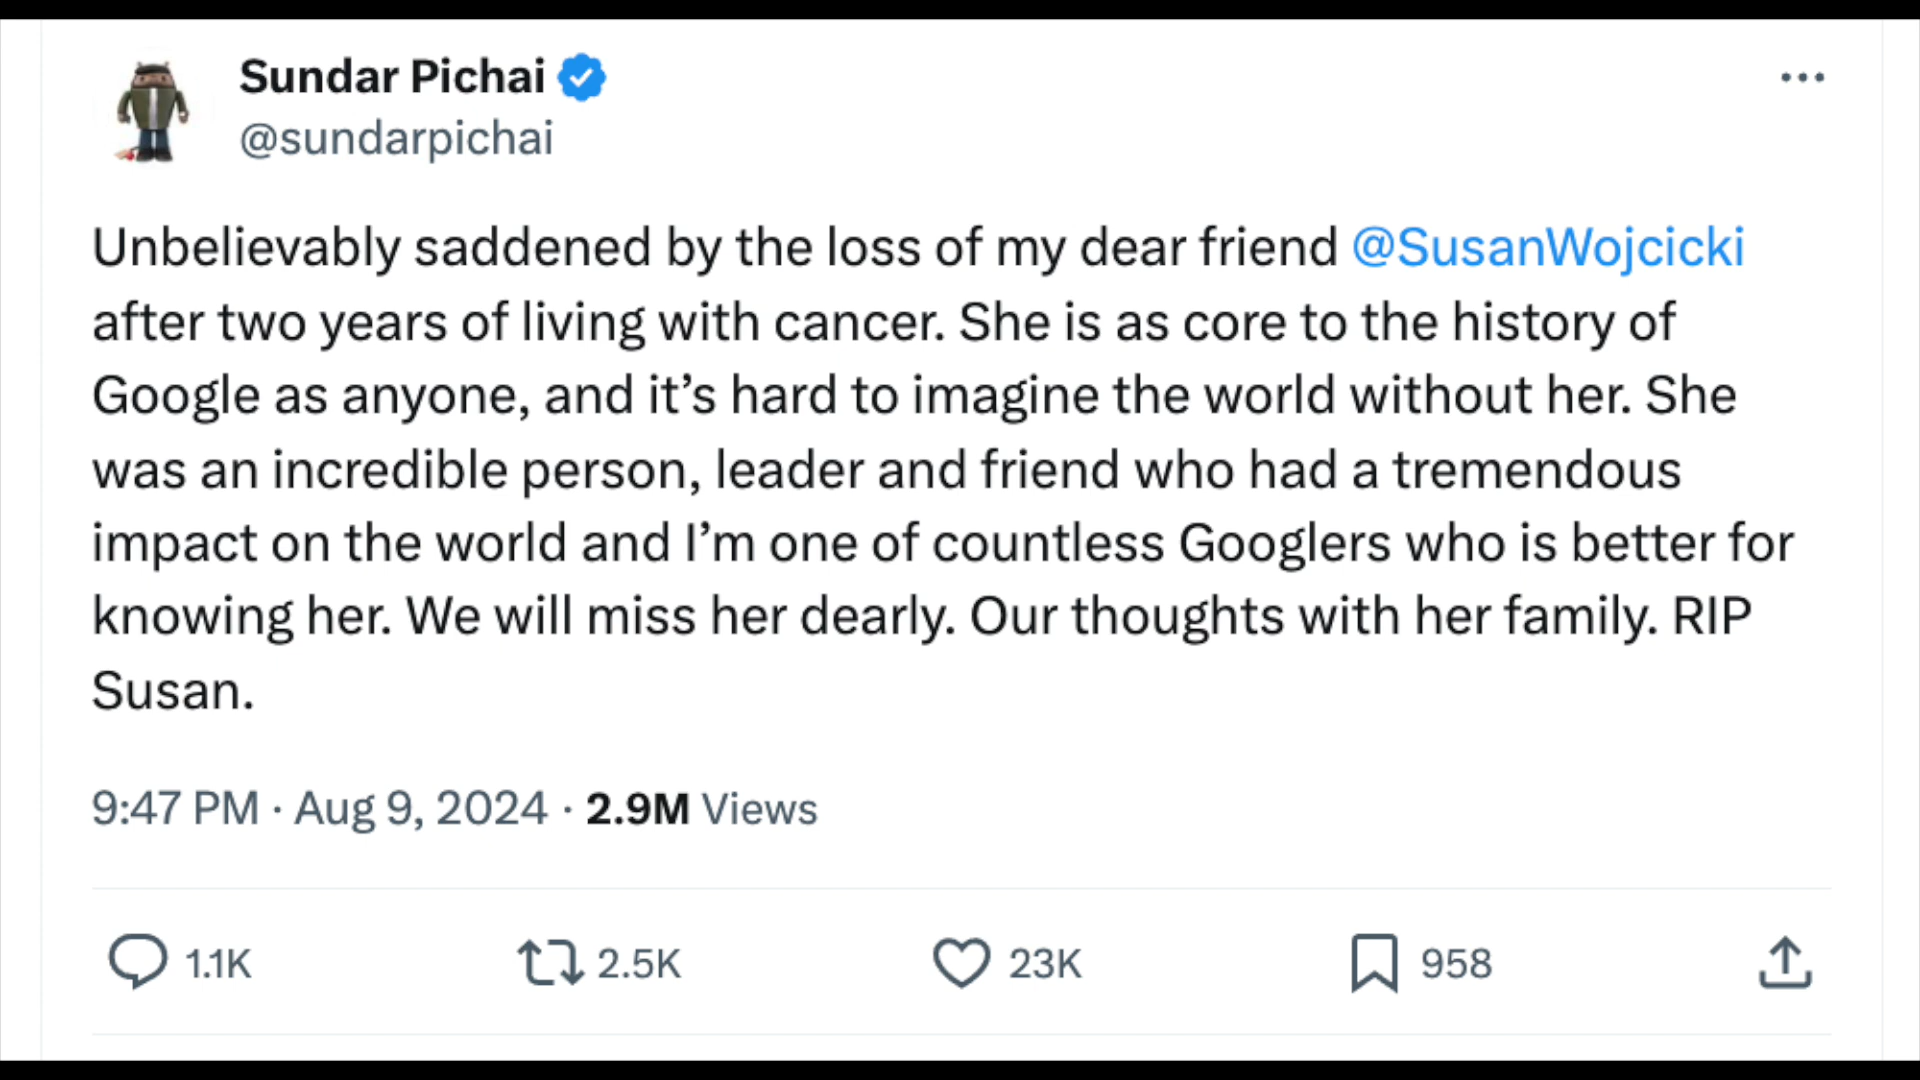 Sundar Pichai
@sundarpichai
Unbelievably saddened by the loss of my dear friend @SusanWojcicki
after two years of living with cancer. She is as core to the history of
Google as anyone, and it’s hard to imagine the world without her. She
was an incredible person, leader and friend who had a tremendous
impact on the world and I’m one of countless Googlers who is better for
knowing her. We will miss her dearly. Our thoughts with her family. RIP
Susan.
9:47 PM · Aug 9, 2024 · 2.9M Views
1.1K 2.5K 23K 958